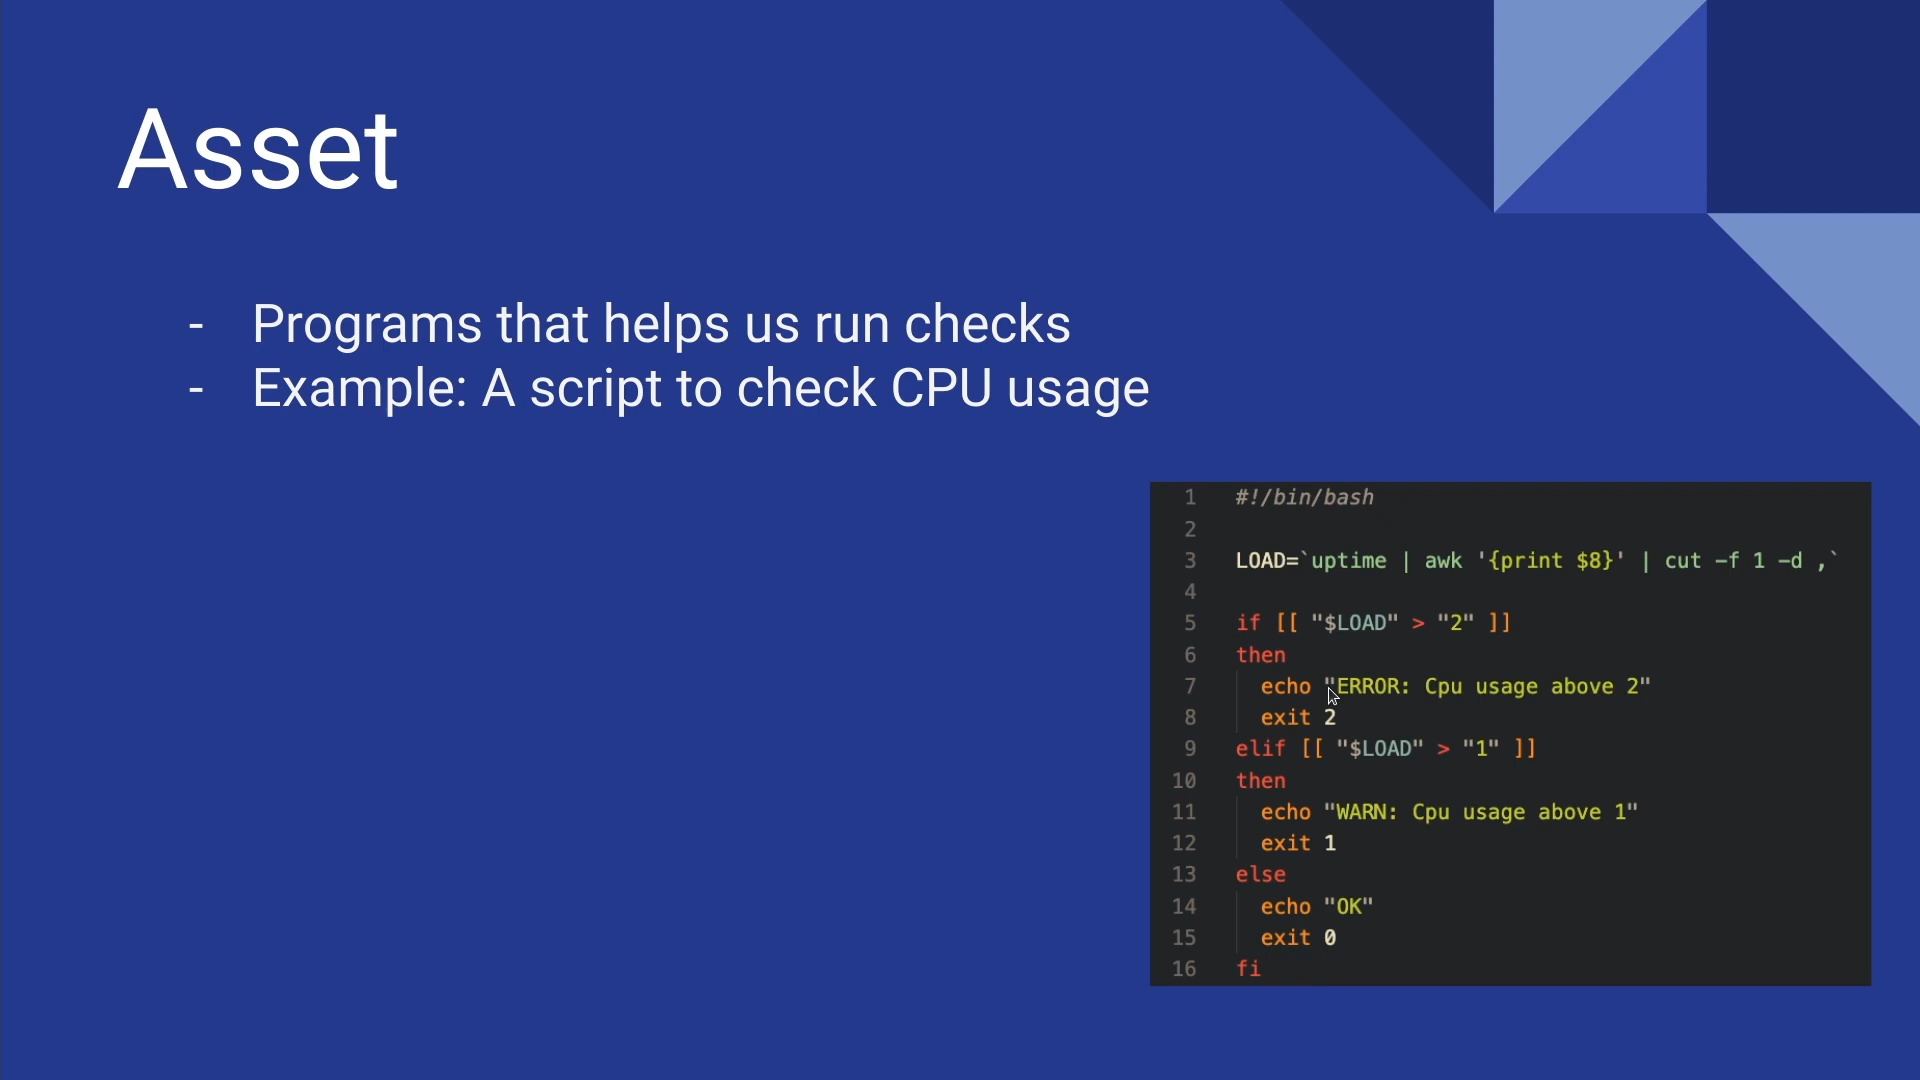 Asset
- Programs that helps us run checks
- Example: A script to check CPU usage
1 #!/bin/bash
2
3 LOAD=`uptime | awk '{print $8}' | cut -f 1 -d ,`
4
5 if [[ "$LOAD" > "2" ]]
6 then
7 echo "ERROR: Cpu usage above 2"
8 exit 2
9 elif [[ "$LOAD" > "1" ]]
10 then
11 echo "WARN: Cpu usage above 1"
12 exit 1
13 else
14 echo "OK"
15 exit 0
16 fi